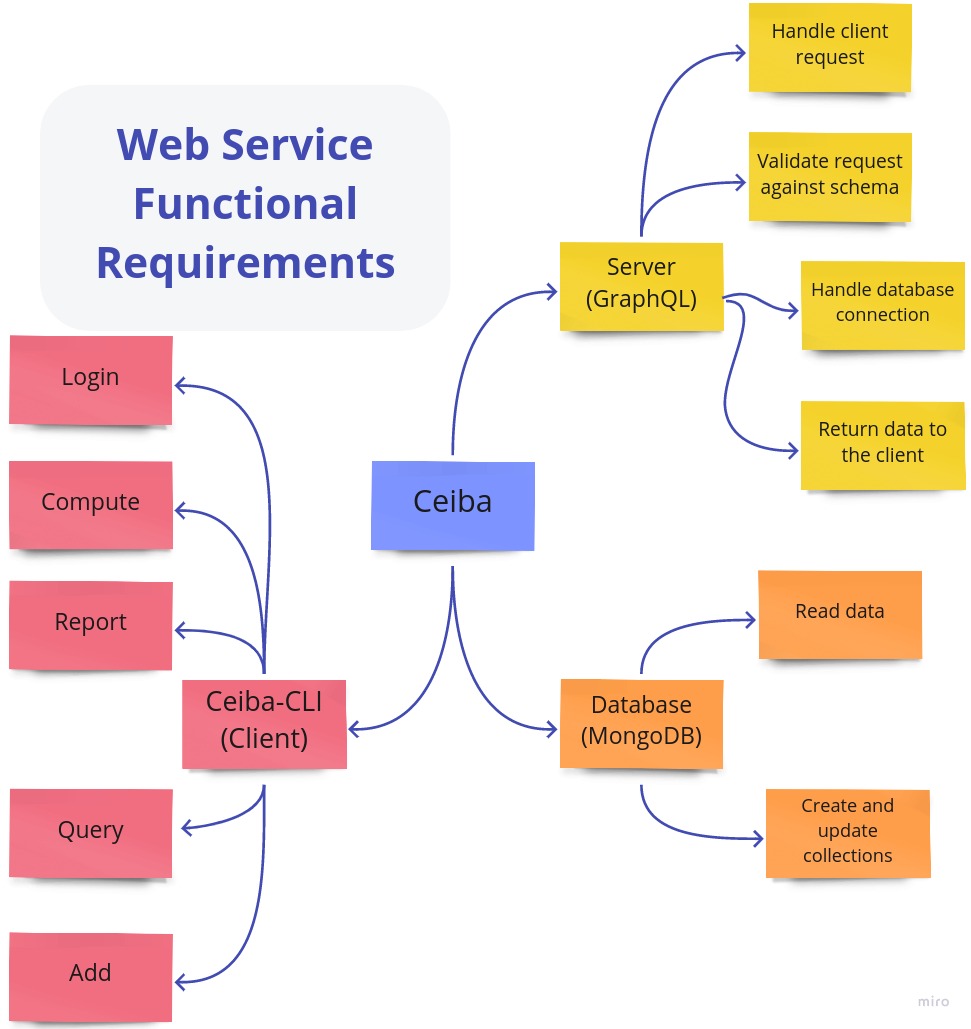 Web Service
Functional
Requirements
Handle client
request
Validate request
against schema
Server
(GraphQL)
Handle database
connection
Return data to
the client
Login
Compute
Report
Ceiba
Ceiba-CLI
(Client)
Query
Add
Database
(MongoDB)
Read data
Create and
update
collections
miro